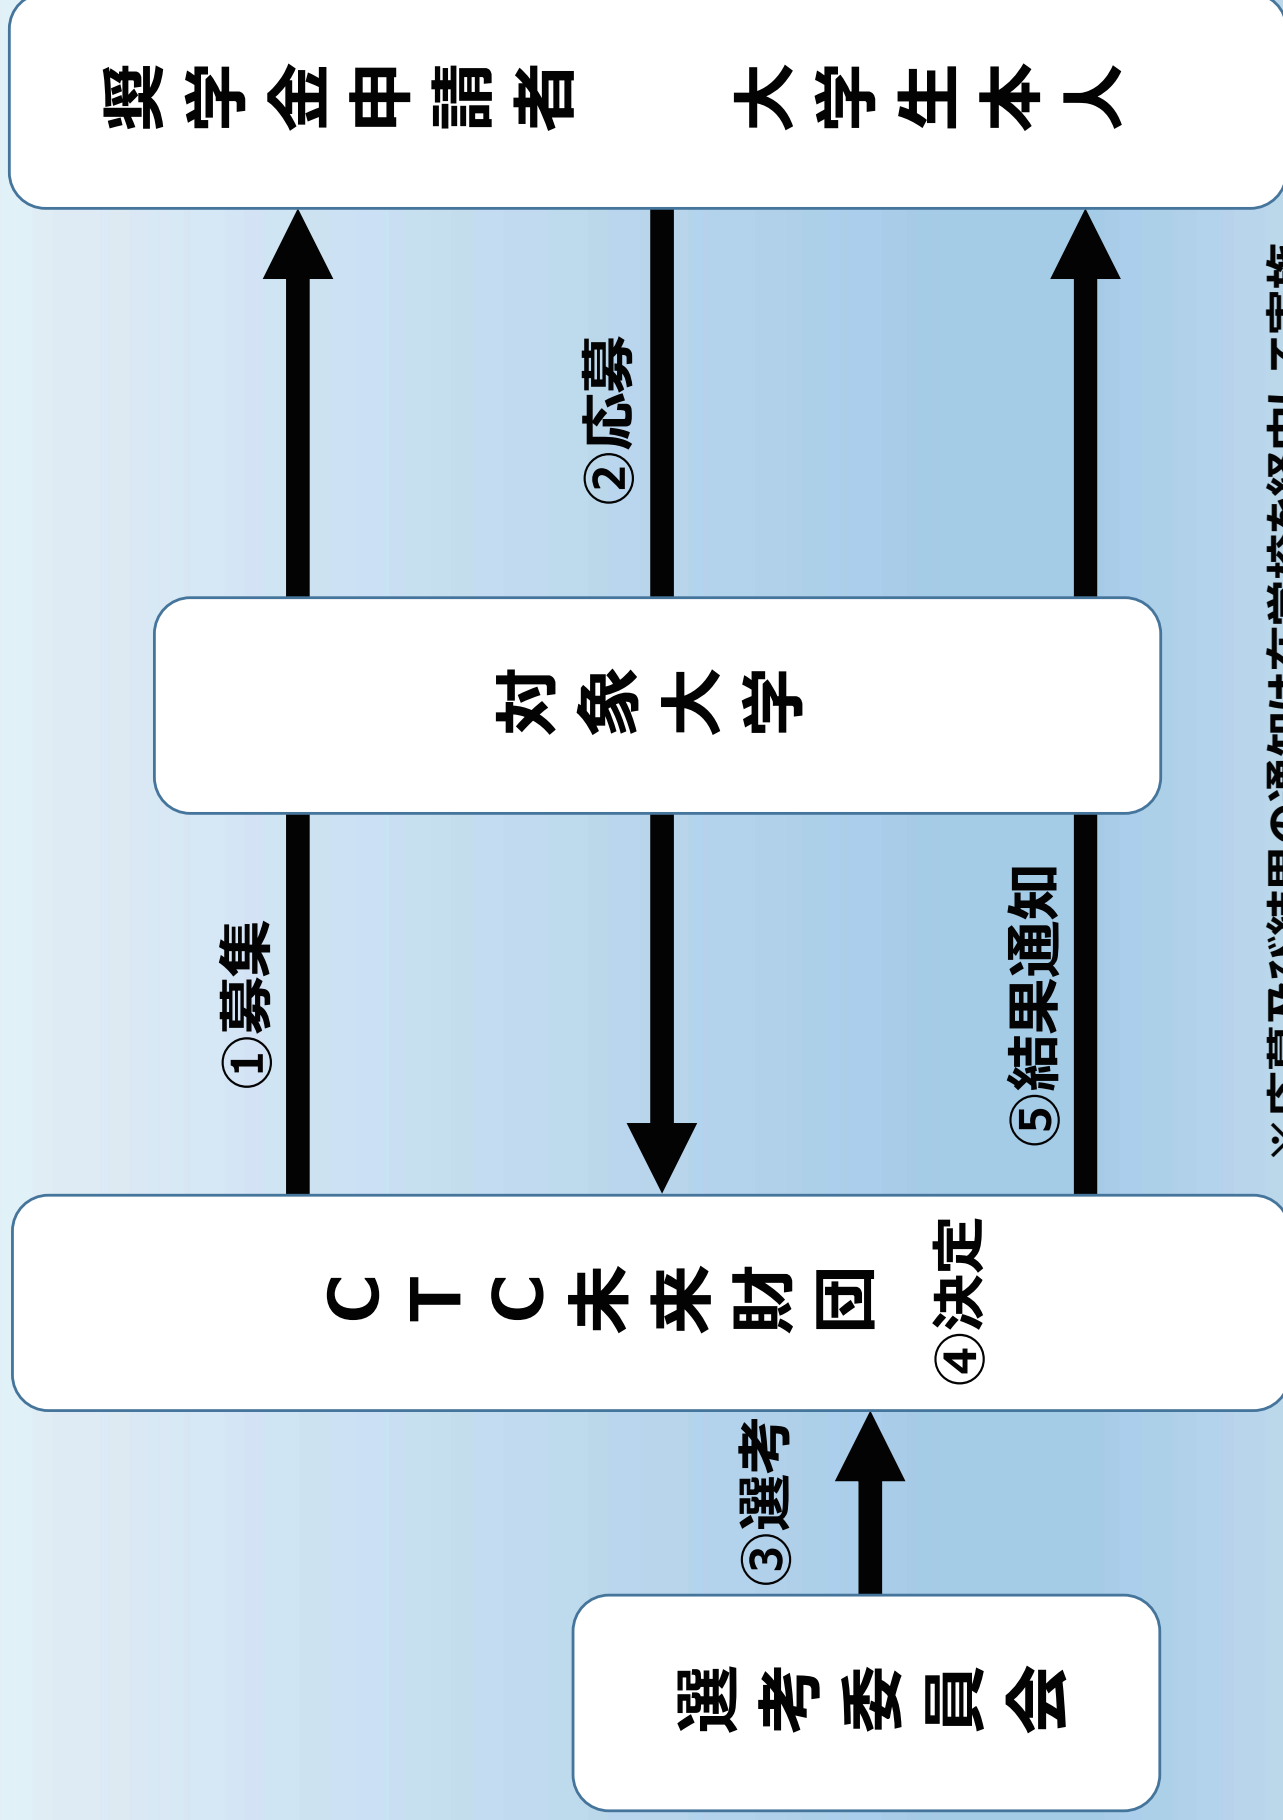 選考委員会
③選考
CTC未来財団
④決定
①募集
対象大学
②応募
⑤結果通知
奨学金申請者　大学生本人